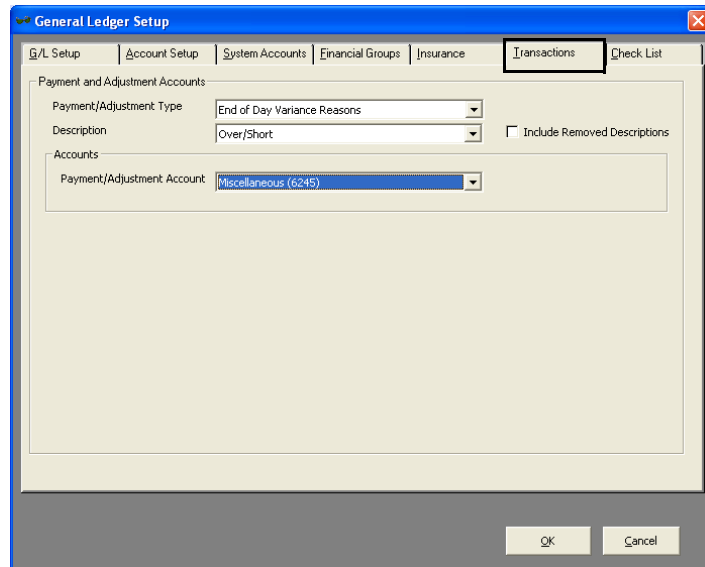 General Ledger Setup
G/L Setup Account Setup System Accounts Financial Groups Insurance Transactions Check List
Payment and Adjustment Accounts
Payment/Adjustment Type End of Day Variance Reasons
Description Over/Short Include Removed Descriptions
Accounts
Payment/Adjustment Account Miscellaneous (6245)
OK Cancel